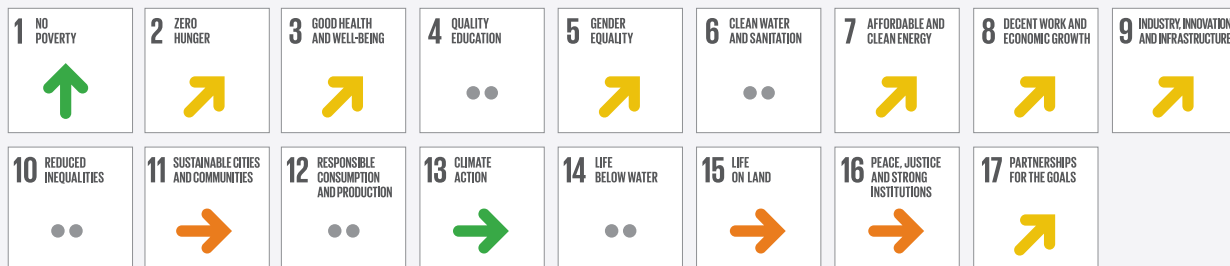 1 NO
POVERTY
2 ZERO
HUNGER
3 GOOD HEALTH
AND WELL-BEING
4 QUALITY
EDUCATION
5 GENDER
EQUALITY
6 CLEAN WATER
AND SANITATION
7 AFFORDABLE AND
CLEAN ENERGY
8 DECENT WORK AND
ECONOMIC GROWTH
9 INDUSTRY, INNOVATION
AND INFRASTRUCTURE
10 REDUCED
INEQUALITIES
11 SUSTAINABLE CITIES
AND COMMUNITIES
12 RESPONSIBLE
CONSUMPTION
AND PRODUCTION
13 CLIMATE
ACTION
14 LIFE
BELOW WATER
15 LIFE
ON LAND
16 PEACE, JUSTICE
AND STRONG
INSTITUTIONS
17 PARTNERSHIPS
FOR THE GOALS